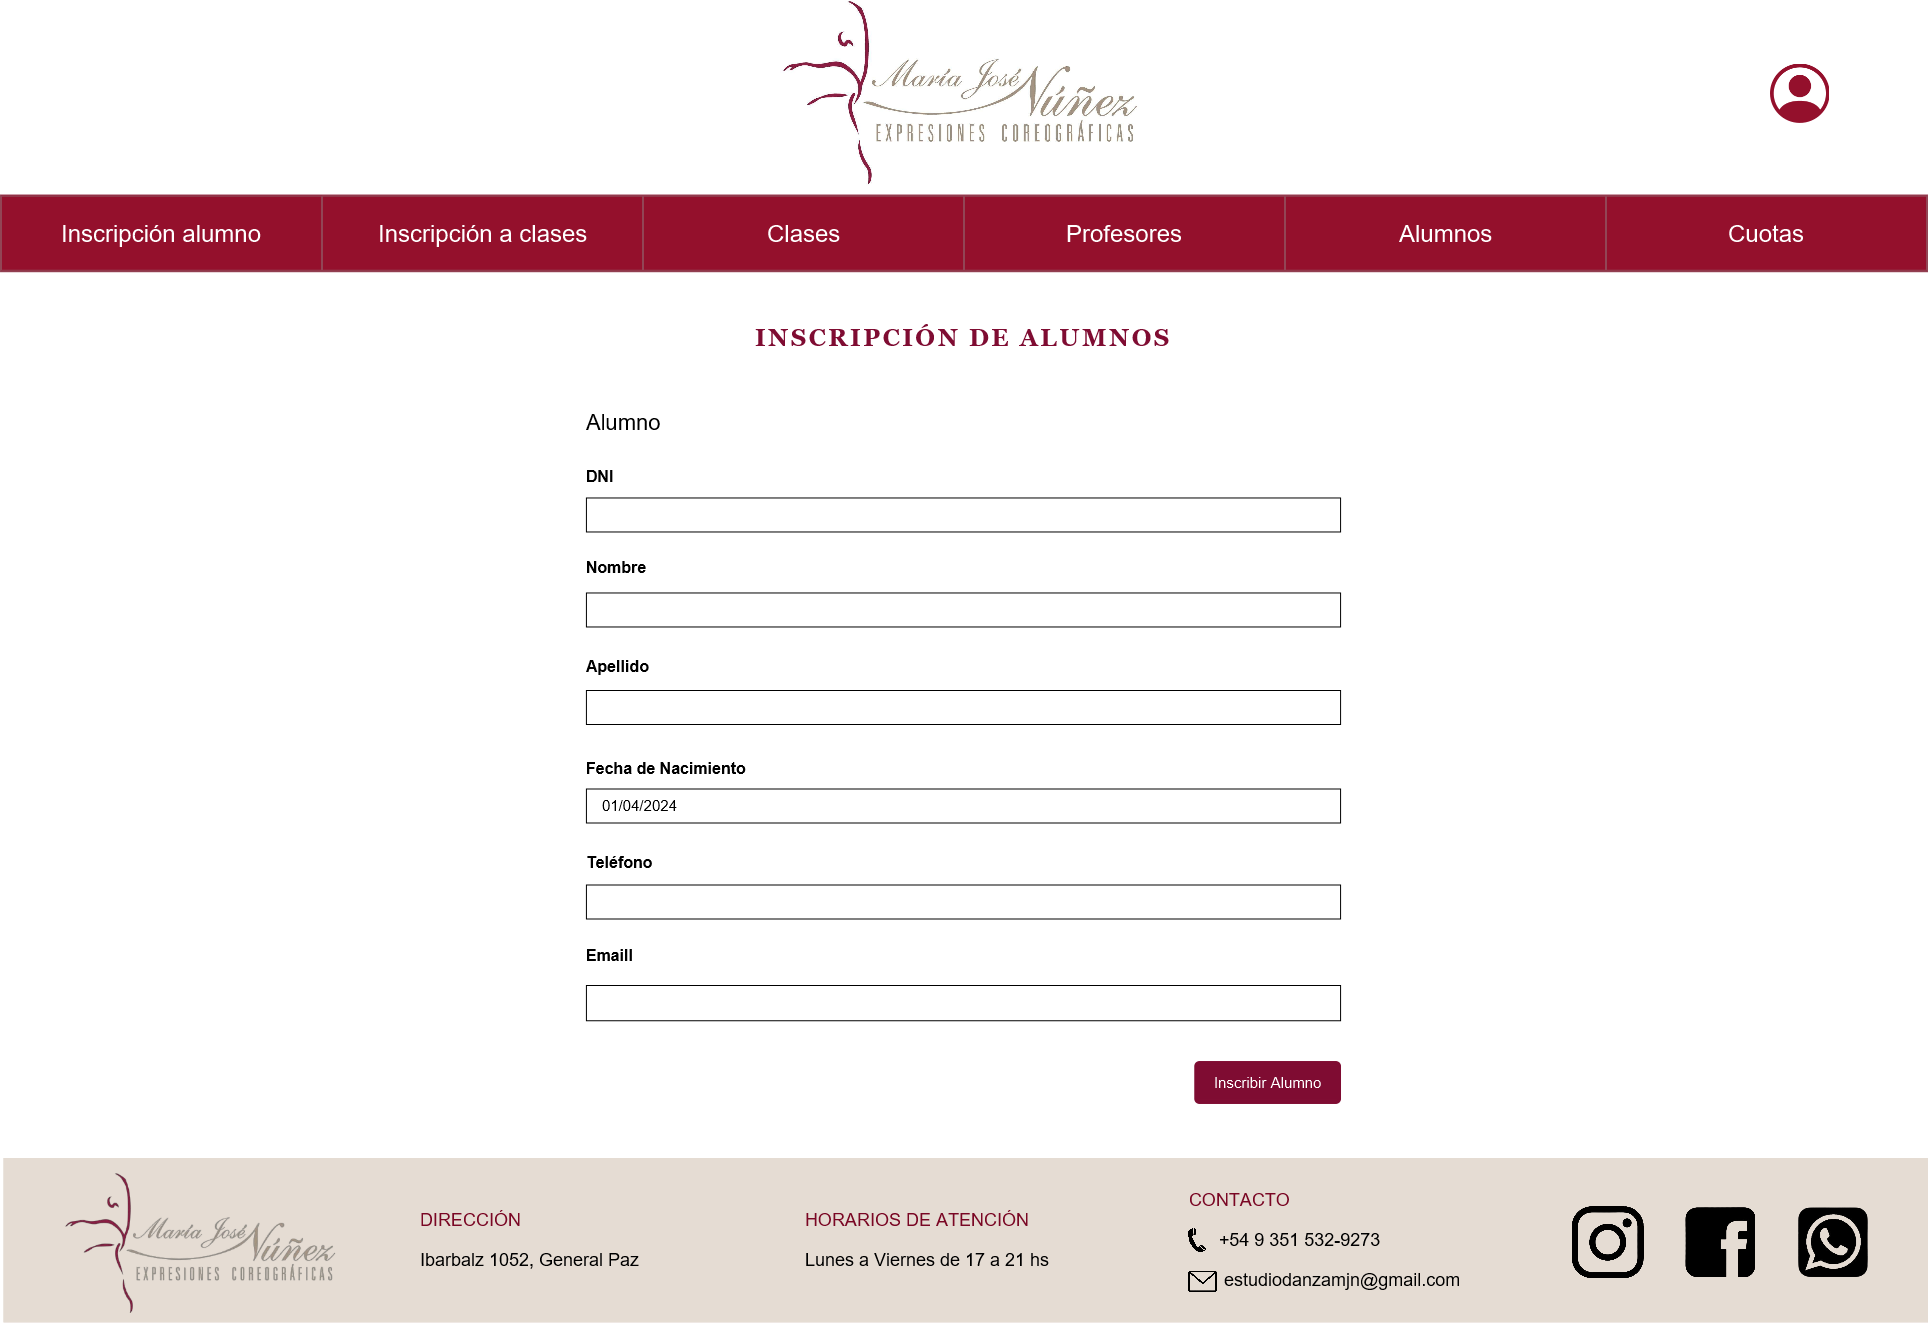 María José Núñez
EXPRESIONES COREOGRÁFICAS
Inscripción alumno
Inscripción a clases
Clases
Profesores
Alumnos
Cuotas
INSCRIPCIÓN DE ALUMNOS
Alumno
DNI
Nombre
Apellido
Fecha de Nacimiento
01/04/2024
Teléfono
Emaill
Inscribir Alumno
María José Núñez
EXPRESIONES COREOGRÁFICAS
DIRECCIÓN
Ibarbalz 1052, General Paz
HORARIOS DE ATENCIÓN
Lunes a Viernes de 17 a 21 hs
CONTACTO
+54 9 351 532-9273
estudiodanzamjn@gmail.com